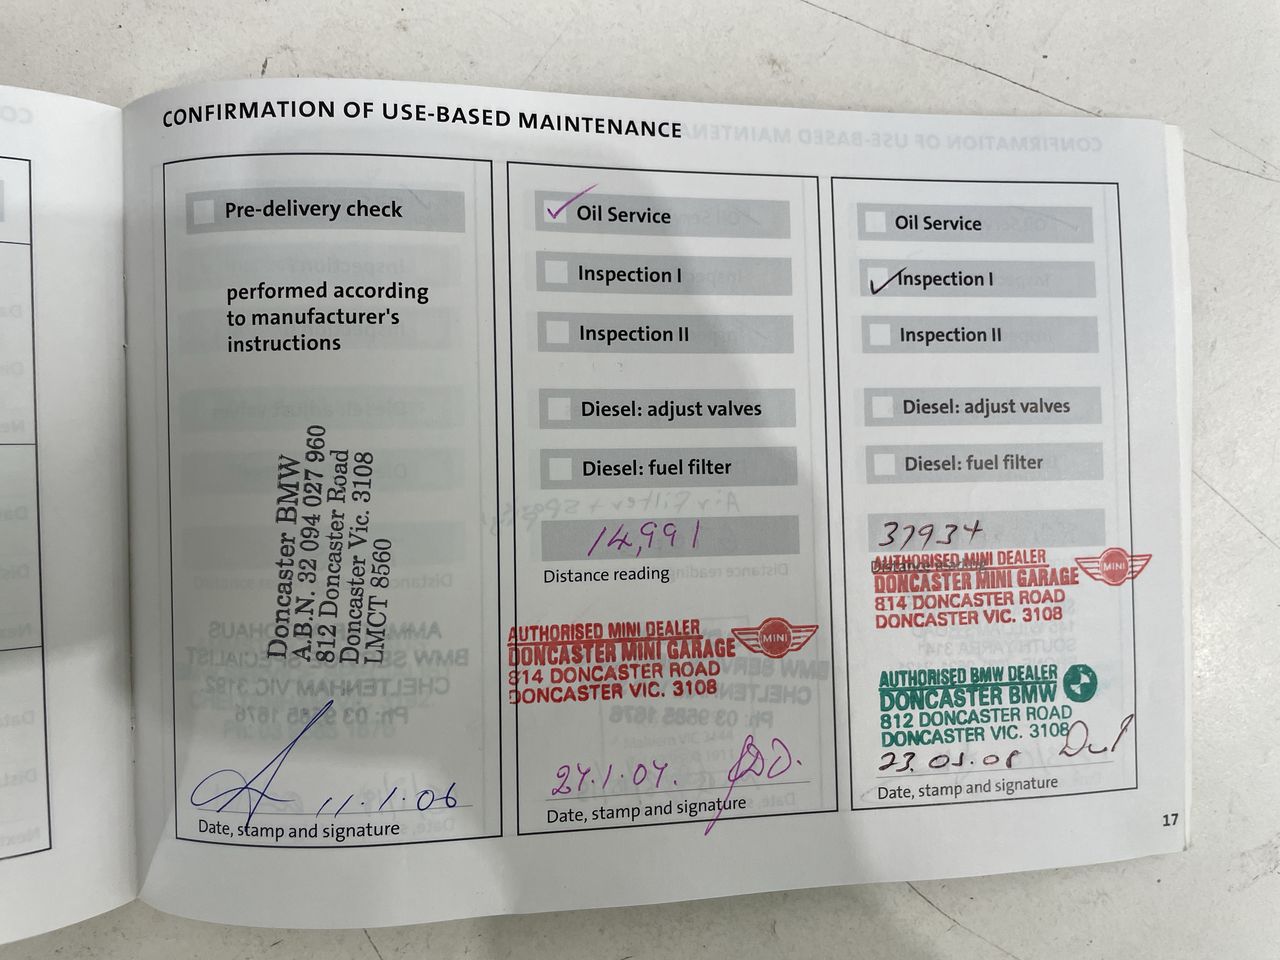 CONFIRMATION OF USE-BASED MAINTENANCE
Pre-delivery check
performed according
to manufacturer's
instructions
Doncaster BMW
A.B.N. 32 094 027 960
812 Doncaster Road
Doncaster Vic. 3108
LMCT 8560
11.1.06
Date, stamp and signature
Oil Service
Inspection I
Inspection II
Diesel: adjust valves
Diesel: fuel filter
14,991
Distance reading
AUTHORISED MINI DEALER
DONCASTER MINI GARAGE
MINI
814 DONCASTER ROAD
DONCASTER VIC. 3108
24.1.07.
Date, stamp and signature
Oil Service
Inspection I
Inspection II
Diesel: adjust valves
Diesel: fuel filter
37934
Distance reading
AUTHORISED MINI DEALER
DONCASTER MINI GARAGE
MINI
814 DONCASTER ROAD
DONCASTER VIC. 3108
AUTHORISED BMW DEALER
DONCASTER BMW
812 DONCASTER ROAD
DONCASTER VIC. 3108
Date, stamp and signature
17